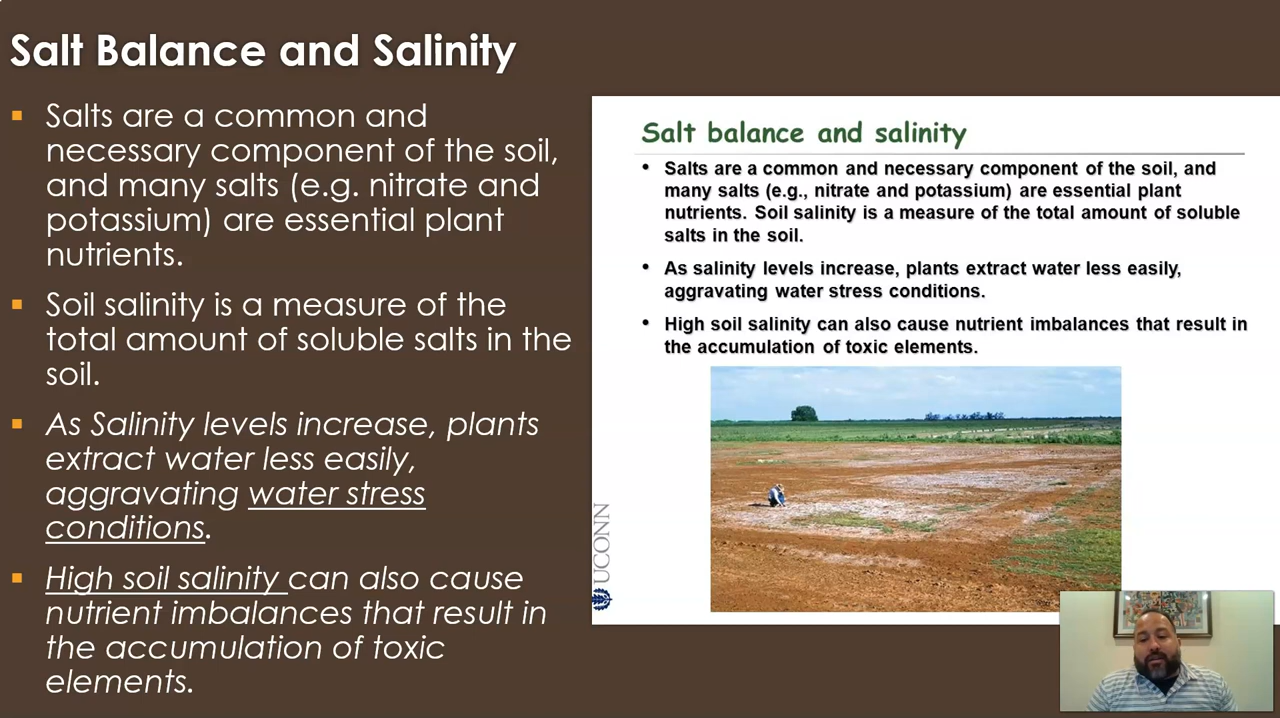 Salt Balance and Salinity
Salts are a common and
necessary component of the soil,
and many salts (e.g. nitrate and
potassium) are essential plant
nutrients.
Soil salinity is a measure of the
total amount of soluble salts in the
soil.
As Salinity levels increase, plants
extract water less easily,
aggravating water stress
conditions.
High soil salinity can also cause
nutrient imbalances that result in
the accumulation of toxic
elements.
Salt balance and salinity
Salts are a common and necessary component of the soil, and
many salts (e.g., nitrate and potassium) are essential plant
nutrients. Soil salinity is a measure of the total amount of soluble
salts in the soil.
As salinity levels increase, plants extract water less easily,
aggravating water stress conditions.
High soil salinity can also cause nutrient imbalances that result in
the accumulation of toxic elements.
UCONN